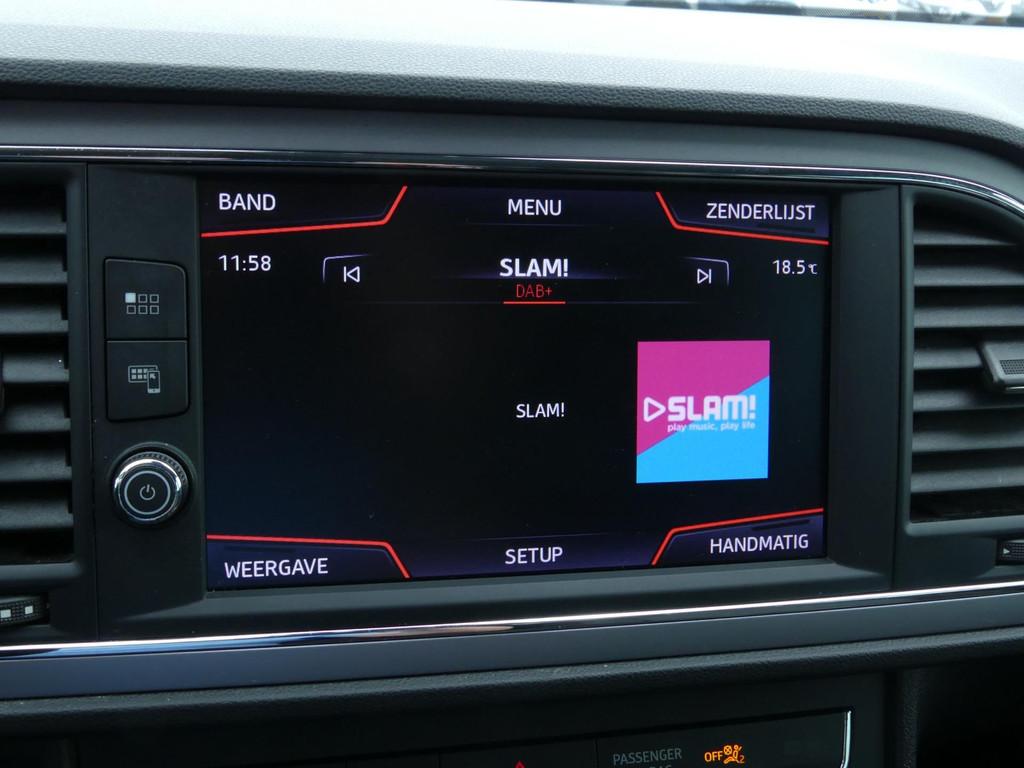 BAND
MENU
ZENDERLIJST
11:58
SLAM!
18.5℃
DAB+
SLAM!
SLAM!
play music, play life
WEERGAVE
SETUP
HANDMATIG
PASSENGER
OFF